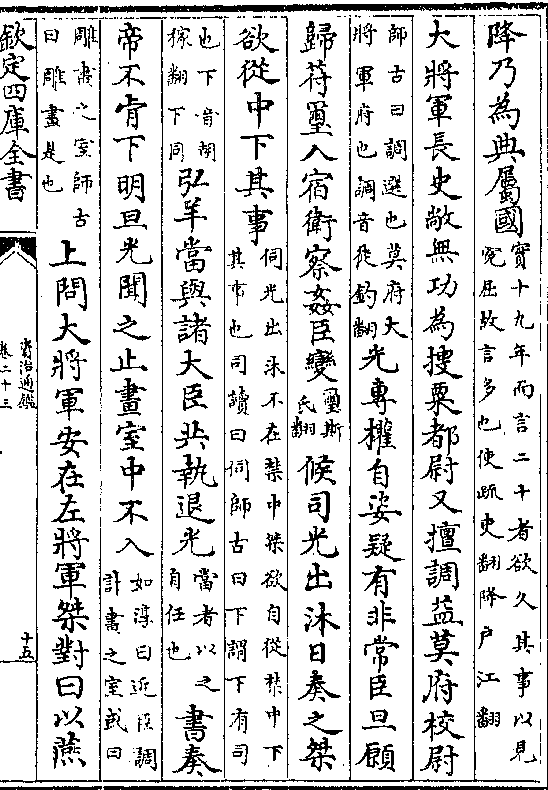 降乃為典屬國實十九年而言二十者欲久其事以見
寃屈故言多也使疏吏翻降户江翻
大將軍長史敞無功為搜粟都尉又擅調益莫府校尉
師古曰調選也莫府大
將軍府也調音徒釣翻光專權自姿疑有非常臣旦願
歸符璽入宿衛察姦臣變璽斯
氏翻候司光出沐日奏之桀
欲從中下其事伺光出沐不在禁中桀欲自從禁中下
其事也司讀曰伺師古曰下謂下有司
也下音胡
稼翻下同弘羊當與諸大臣共執退光當者以之
自任也書奏
帝不肯下明旦光聞之止畫室中不入如淳曰近臣調
計畫之室或曰
雕畫之室師古
曰雕畫是也上問大將軍安在左將軍桀對曰以燕
欽定四庫全書
資治通鑑
卷二十三
十五